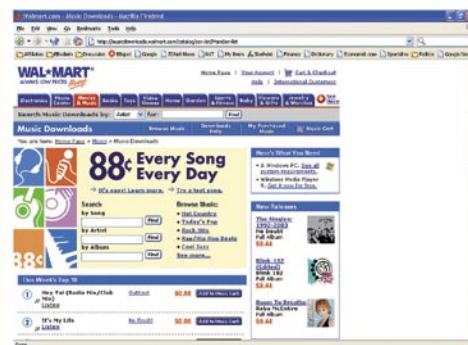 Walmart.com - Music Downloads - Mozilla Firebird
File Edit View Go Bookmarks Tools Help
WAL★MART
ALWAYS LOW PRICES.
Home Page | Your Account | Cart & Checkout
Help | International Customers
Electronics
Movies & Music
Books
Toys
Video Games
Home
Garden
Sports & Fitness
Jewelry
Search Music Downloads by: Artist for: Find
Music Downloads
Browse Music
Downloads Help
My Purchased Music
Music Cart
You are here: Home Page > Music > Music Downloads
88¢ Every Song
Every Day
It's easy! Learn more. Try a test song.
Search
by Song
Find
by Artist
Find
by Album
Find
Browse Music:
Hot Country
Today's Pop
Rock Hits
Rap/Hip Hop Beats
Cool Jazz
See more...
Here's What You Need
A Windows PC. See all
system requirements.
Windows Media Player
9. Get it now for free.
New Releases
The Singles:
1992-2003
No Doubt
Full Album
$9.44
Blink 182
(Edited)
Blink 182
Full Album
$9.44
Room To Breathe
Reba McEntire
Full Album
$9.44
This Week's Top 10
1 Hey Ya! (Radio Mix/Club
Mix)
Listen
OutKast
$0.88
Add to Music Cart
2 It's My Life
Listen
No Doubt
$0.88
Add to Music Cart